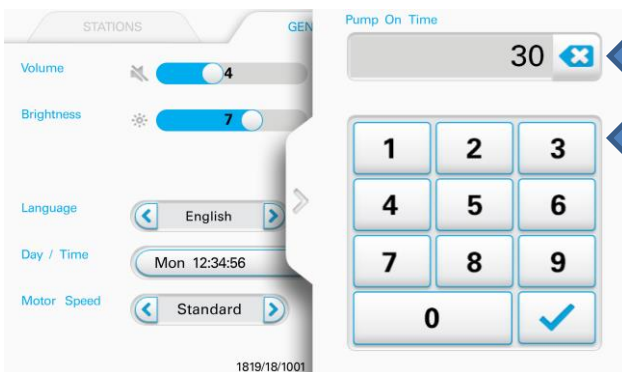 STATIONS
GEN
Volume
4
Brightness
7
Language
English
Day / Time
Mon 12:34:56
Motor Speed
Standard
1819/18/1001
Pump On Time
30
1 2 3
4 5 6
7 8 9
0